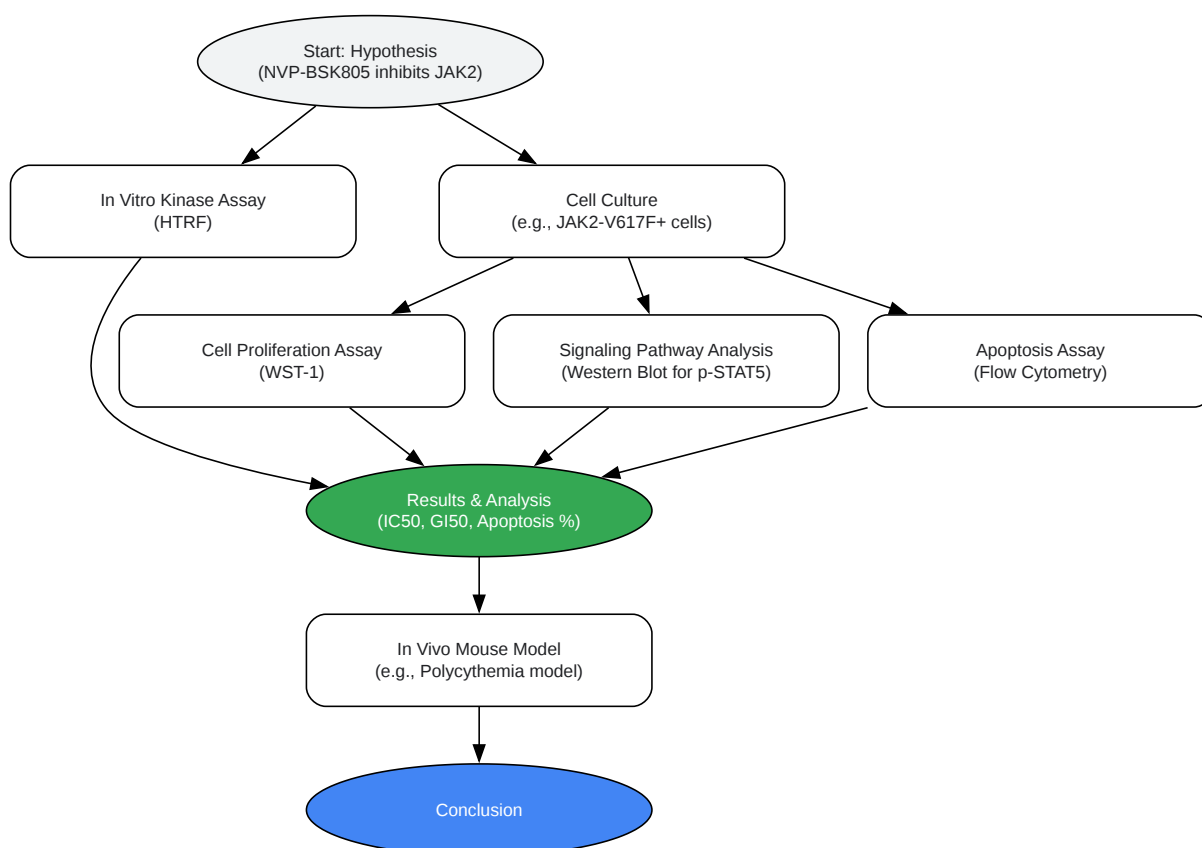 Start: Hypothesis
(NVP-BSK805 inhibits JAK2)
In Vitro Kinase Assay
(HTRF)
Cell Culture
(e.g., JAK2-V617F+ cells)
Cell Proliferation Assay
(WST-1)
Signaling Pathway Analysis
(Western Blot for p-STAT5)
Apoptosis Assay
(Flow Cytometry)
Results & Analysis
(IC50, GI50, Apoptosis %)
In Vivo Mouse Model
(e.g., Polycythemia model)
Conclusion